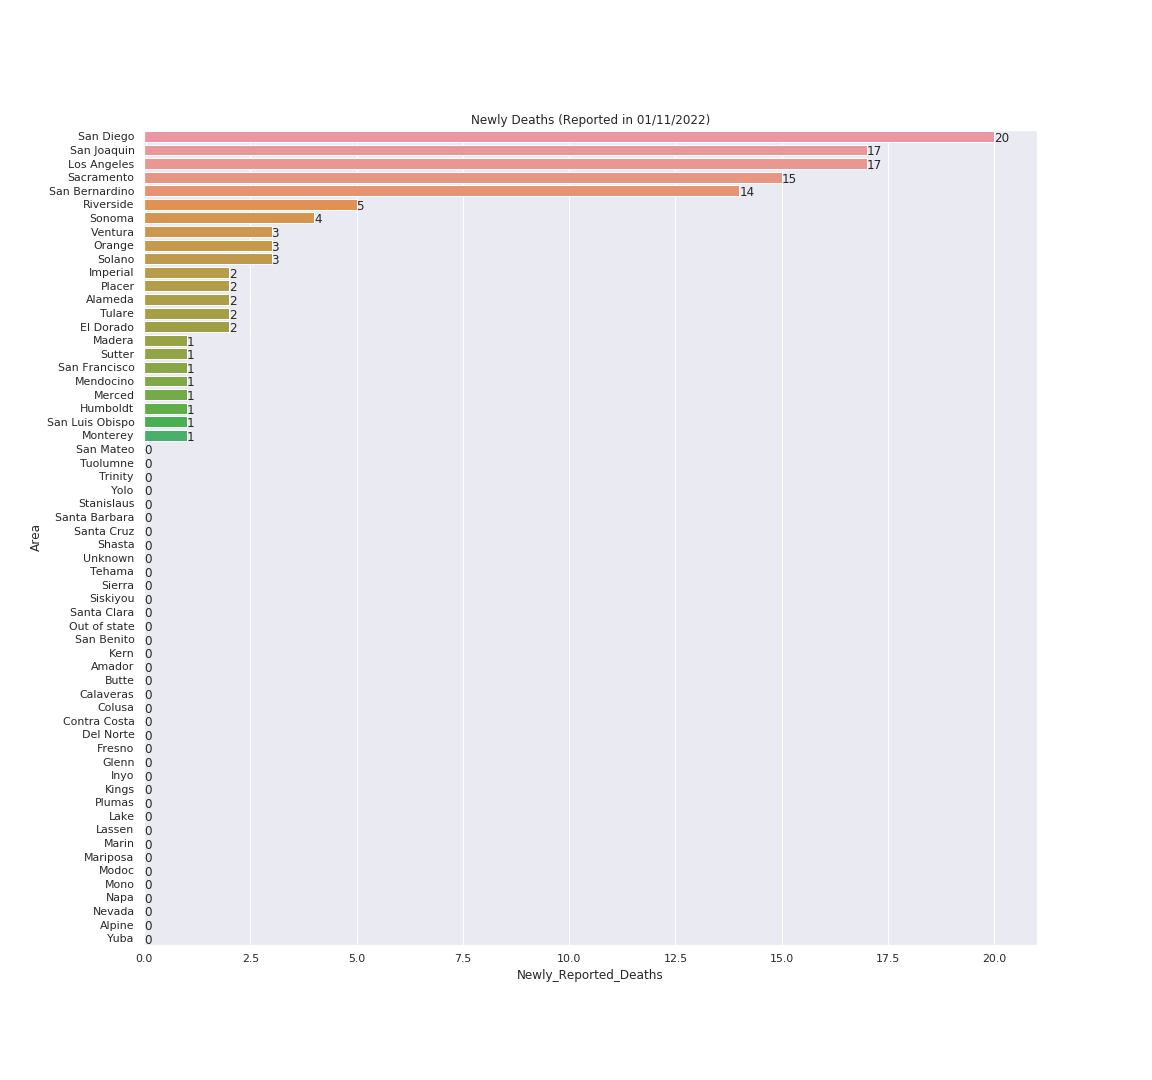 Newly Deaths (Reported in 01/11/2022)
San Diego 20
San Joaquin 17
Los Angeles 17
Sacramento 15
San Bernardino 14
Riverside 5
Sonoma 4
Ventura 3
Orange 3
Solano 3
Imperial 2
Placer 2
Alameda 2
Tulare 2
El Dorado 2
Madera 1
Sutter 1
San Francisco 1
Mendocino 1
Merced 1
Humboldt 1
San Luis Obispo 1
Monterey 1
San Mateo 0
Tuolumne 0
Trinity 0
Yolo 0
Stanislaus 0
Santa Barbara 0
Santa Cruz 0
Shasta 0
Unknown 0
Tehama 0
Sierra 0
Siskiyou 0
Santa Clara 0
Out of state 0
San Benito 0
Kern 0
Amador 0
Butte 0
Calaveras 0
Colusa 0
Contra Costa 0
Del Norte 0
Fresno 0
Glenn 0
Inyo 0
Kings 0
Plumas 0
Lake 0
Lassen 0
Marin 0
Mariposa 0
Modoc 0
Mono 0
Napa 0
Nevada 0
Alpine 0
Yuba 0
Area
0.0 2.5 5.0 7.5 10.0 12.5 15.0 17.5 20.0
Newly_Reported_Deaths